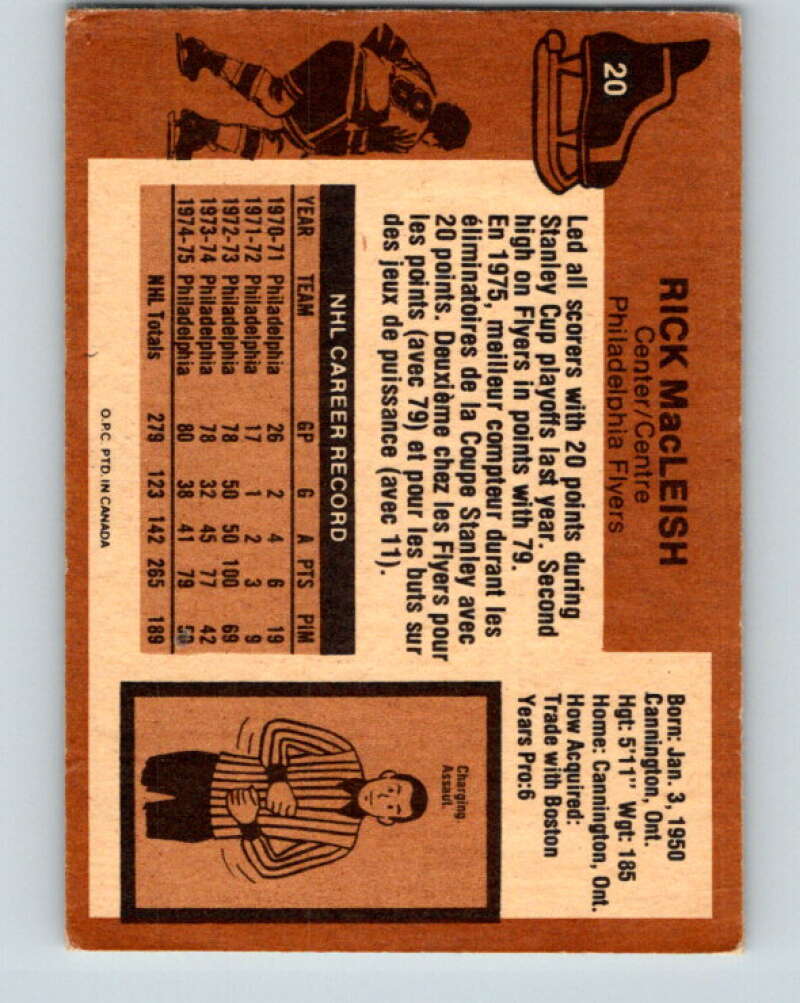 20
RICK MacLEISH
Center/Centre
Philadelphia Flyers
Born: Jan. 3, 1950
Cannington, Ont.
Hgt: 5'11" Wgt: 185
Home: Cannington, Ont.
How Acquired:
Trade with Boston
Years Pro:6
Led all scorers with 20 points during
Stanley Cup playoffs last year. Second
high on Flyers in points with 79.
En 1975, meilleur compteur durant les
éliminatoires de la Coupe Stanley avec
20 points. Deuxième chez les Flyers pour
les points (avec 79) et pour les buts sur
des jeux de puissance (avec 11).
NHL CAREER RECORD
YEAR TEAM GP G A PTS PIM
1970-71 Philadelphia 26 2 4 6 19
1971-72 Philadelphia 17 1 2 3 9
1972-73 Philadelphia 78 50 50 100 69
1973-74 Philadelphia 78 32 45 77 42
1974-75 Philadelphia 80 38 41 79 50
NHL Totals 279 123 142 265 189
Charging
Assaut.
O.P.C. PTD. IN CANADA
8